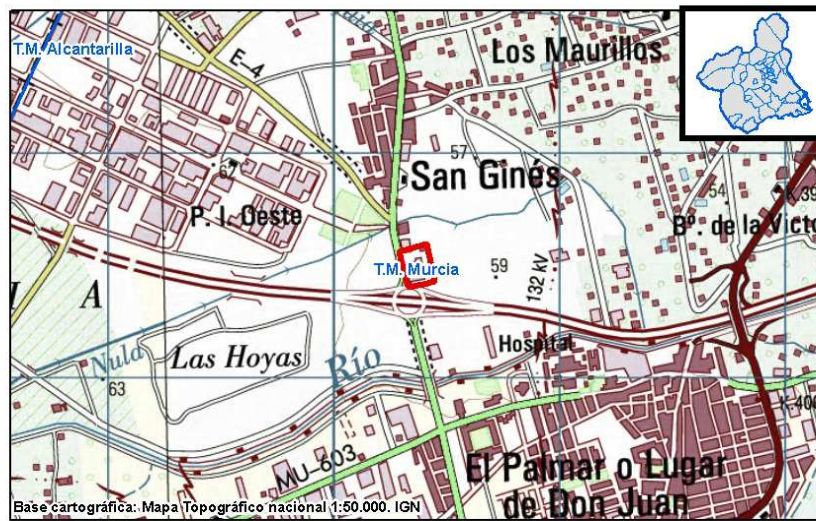 T.M. Alcantarilla
E-4
Los Maurillos
62
57
San Ginés
54
P. I. Oeste
Bº. de la Victo
T.M. Murcia
59
132 kV
I A
Nula
Las Hoyas
Río
Hospital
63
K.400
MU-603
El Palmar o Lugar
de Don Juan
Base cartográfica: Mapa Topográfico nacional 1:50.000. IGN